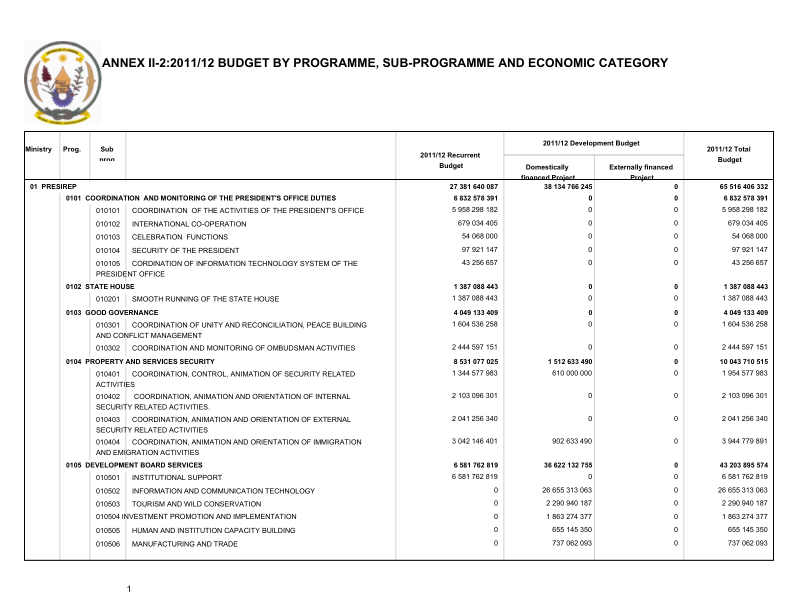 ANNEX II-2:2011/12 BUDGET BY PROGRAMME, SUB-PROGRAMME AND ECONOMIC CATEGORY
Ministry Prog. Sub prog 2011/12 Recurrent Budget 2011/12 Development Budget 2011/12 Total Budget
Domestically financed Project Externally financed Project
01 PRESIREP 27 381 640 087 38 134 766 245 0 65 516 406 332
0101 COORDINATION AND MONITORING OF THE PRESIDENT'S OFFICE DUTIES 6 832 578 391 0 0 6 832 578 391
010101 COORDINATION OF THE ACTIVITIES OF THE PRESIDENT'S OFFICE 5 958 298 182 0 0 5 958 298 182
010102 INTERNATIONAL CO-OPERATION 679 034 405 0 0 679 034 405
010103 CELEBRATION FUNCTIONS 54 068 000 0 0 54 068 000
010104 SECURITY OF THE PRESIDENT 97 921 147 0 0 97 921 147
010105 CORDINATION OF INFORMATION TECHNOLOGY SYSTEM OF THE 43 256 657 0 0 43 256 657
PRESIDENT OFFICE
0102 STATE HOUSE 1 387 088 443 0 0 1 387 088 443
010201 SMOOTH RUNNING OF THE STATE HOUSE 1 387 088 443 0 0 1 387 088 443
0103 GOOD GOVERNANCE 4 049 133 409 0 0 4 049 133 409
010301 COORDINATION OF UNITY AND RECONCILIATION, PEACE BUILDING 1 604 536 258 0 0 1 604 536 258
AND CONFLICT MANAGEMENT
010302 COORDINATION AND MONITORING OF OMBUDSMAN ACTIVITIES 2 444 597 151 0 0 2 444 597 151
0104 PROPERTY AND SERVICES SECURITY 8 531 077 025 1 512 633 490 0 10 043 710 515
010401 COORDINATION, CONTROL, ANIMATION OF SECURITY RELATED 1 344 577 983 610 000 000 0 1 954 577 983
ACTIVITIES
010402 COORDINATION, ANIMATION AND ORIENTATION OF INTERNAL 2 103 096 301 0 0 2 103 096 301
SECURITY RELATED ACTIVITIES.
010403 COORDINATION, ANIMATION AND ORIENTATION OF EXTERNAL 2 041 256 340 0 0 2 041 256 340
SECURITY RELATED ACTIVITIES
010404 COORDINATION, ANIMATION AND ORIENTATION OF IMMIGRATION 3 042 146 401 902 633 490 0 3 944 779 891
AND EMIGRATION ACTIVITIES
0105 DEVELOPMENT BOARD SERVICES 6 581 762 819 36 622 132 755 0 43 203 895 574
010501 INSTITUTIONAL SUPPORT 6 581 762 819 0 0 6 581 762 819
010502 INFORMATION AND COMMUNICATION TECHNOLOGY 0 26 655 313 063 0 26 655 313 063
010503 TOURISM AND WILD CONSERVATION 0 2 290 940 187 0 2 290 940 187
010504 INVESTMENT PROMOTION AND IMPLEMENTATION 0 1 863 274 377 0 1 863 274 377
010505 HUMAN AND INSTITUTION CAPACITY BUILDING 0 655 145 350 0 655 145 350
010506 MANUFACTURING AND TRADE 0 737 062 093 0 737 062 093
1